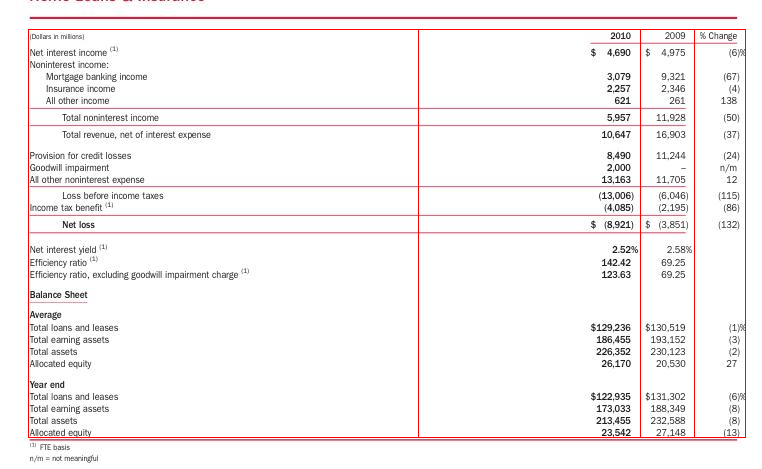 Home Loans & Insurance
(Dollars in millions) 2010 2009 % Change
Net interest income (1) $ 4,690 $ 4,975 (6)%
Noninterest income:
Mortgage banking income 3,079 9,321 (67)
Insurance income 2,257 2,346 (4)
All other income 621 261 138
Total noninterest income 5,957 11,928 (50)
Total revenue, net of interest expense 10,647 16,903 (37)
Provision for credit losses 8,490 11,244 (24)
Goodwill impairment 2,000 – n/m
All other noninterest expense 13,163 11,705 12
Loss before income taxes (13,006) (6,046) (115)
Income tax benefit (1) (4,085) (2,195) (86)
Net loss $ (8,921) $ (3,851) (132)
Net interest yield (1) 2.52% 2.58%
Efficiency ratio (1) 142.42 69.25
Efficiency ratio, excluding goodwill impairment charge (1) 123.63 69.25
Balance Sheet
Average
Total loans and leases $129,236 $130,519 (1)%
Total earning assets 186,455 193,152 (3)
Total assets 226,352 230,123 (2)
Allocated equity 26,170 20,530 27
Year end
Total loans and leases $122,935 $131,302 (6)%
Total earning assets 173,033 188,349 (8)
Total assets 213,455 232,588 (8)
Allocated equity 23,542 27,148 (13)
(1) FTE basis
n/m = not meaningful